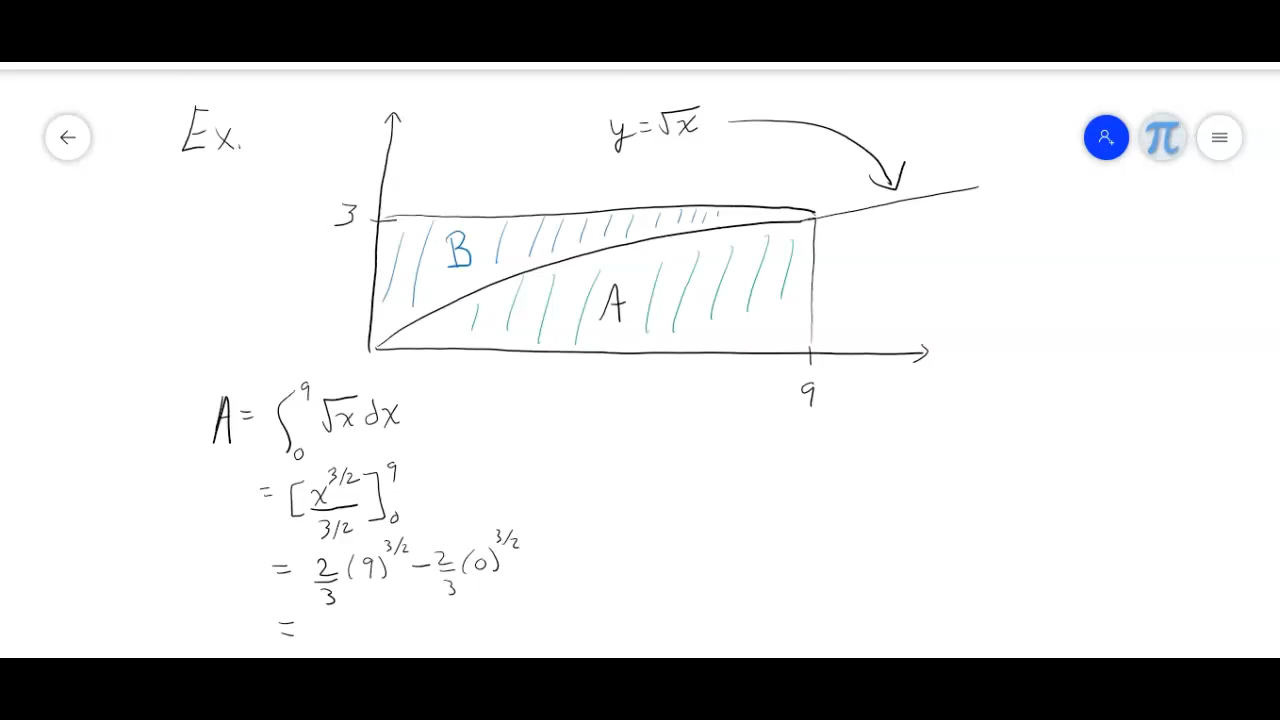 Ex.
y = √x
3
B
A
9
A = ∫₀⁹ √x dx
= [x^{3/2}/3/2]₀⁹
= 2/3 (9)^{3/2} - 2/3 (0)^{3/2}
=
π